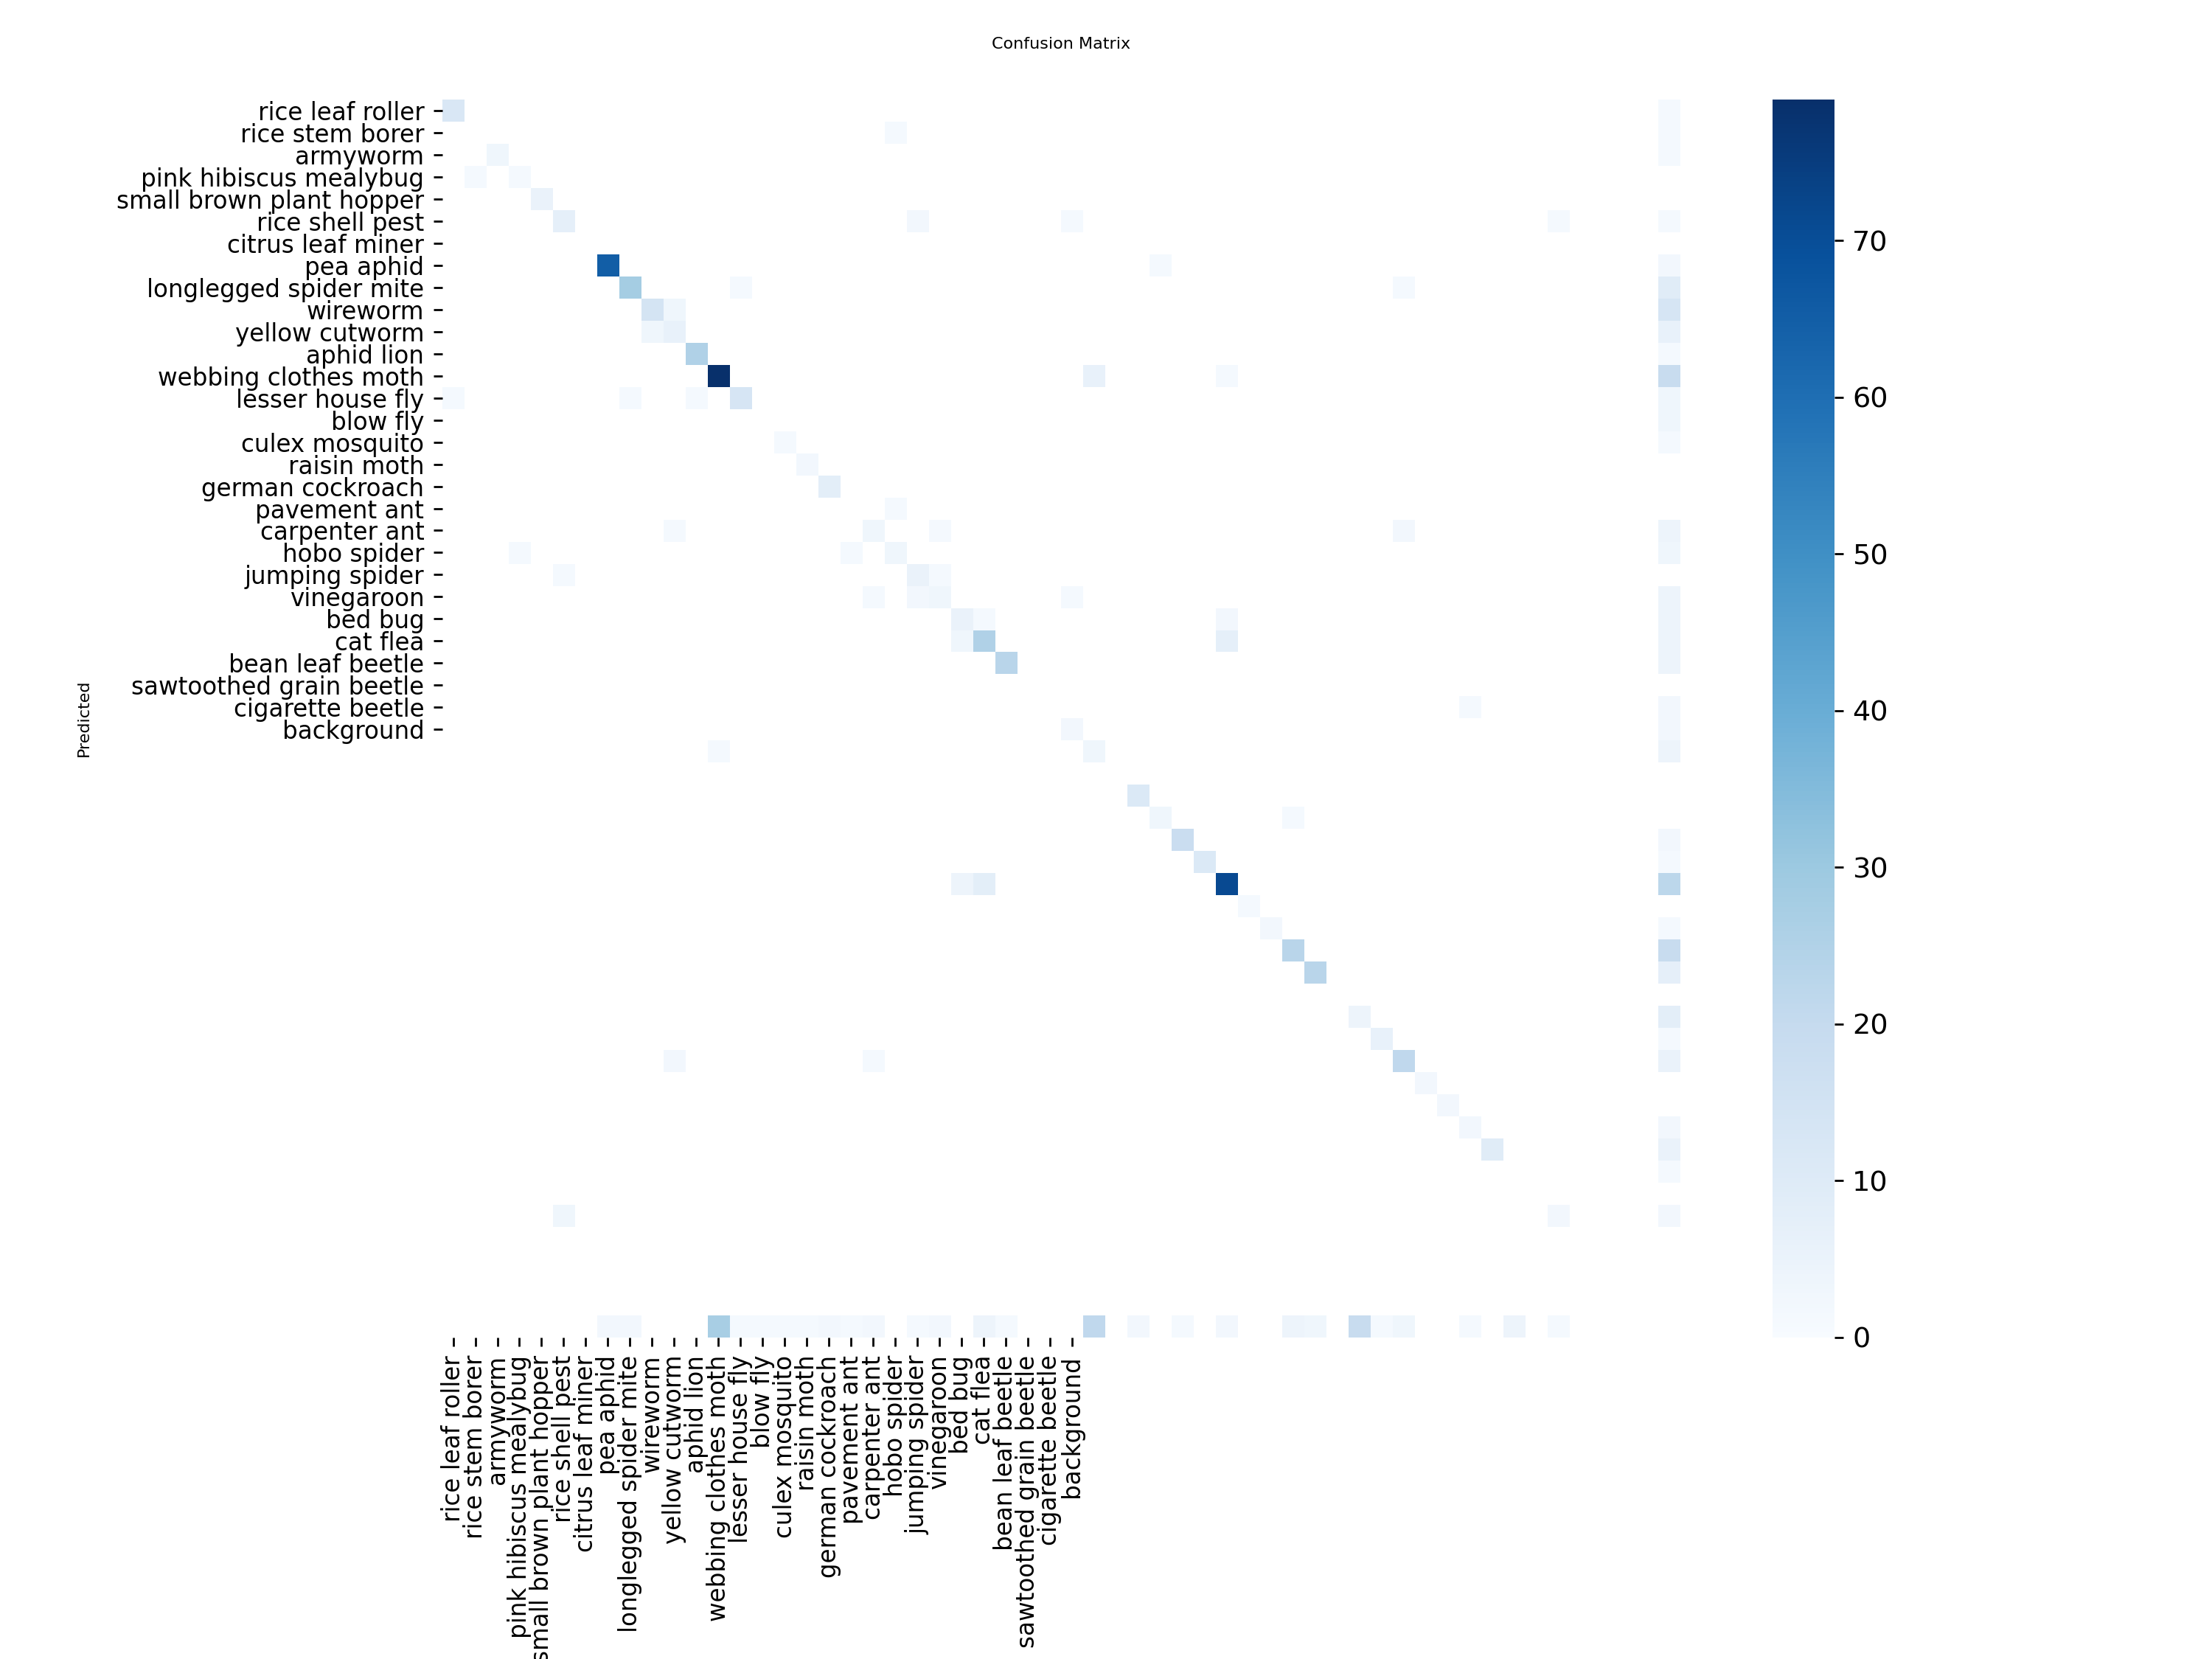 Confusion Matrix
rice leaf roller
rice stem borer
armyworm
pink hibiscus mealybug
small brown plant hopper
rice shell pest
citrus leaf miner
pea aphid
longlegged spider mite
wireworm
yellow cutworm
aphid lion
webbing clothes moth
lesser house fly
blow fly
culex mosquito
raisin moth
german cockroach
pavement ant
carpenter ant
hobo spider
jumping spider
vinegaroon
bed bug
cat flea
bean leaf beetle
sawtoothed grain beetle
cigarette beetle
background
Predicted
rice leaf roller
rice stem borer
armyworm
pink hibiscus mealybug
small brown plant hopper
rice shell pest
citrus leaf miner
pea aphid
longlegged spider mite
wireworm
yellow cutworm
aphid lion
webbing clothes moth
lesser house fly
blow fly
culex mosquito
raisin moth
german cockroach
pavement ant
carpenter ant
hobo spider
jumping spider
vinegaroon
bed bug
cat flea
bean leaf beetle
sawtoothed grain beetle
cigarette beetle
background
70
60
50
40
30
20
10
0